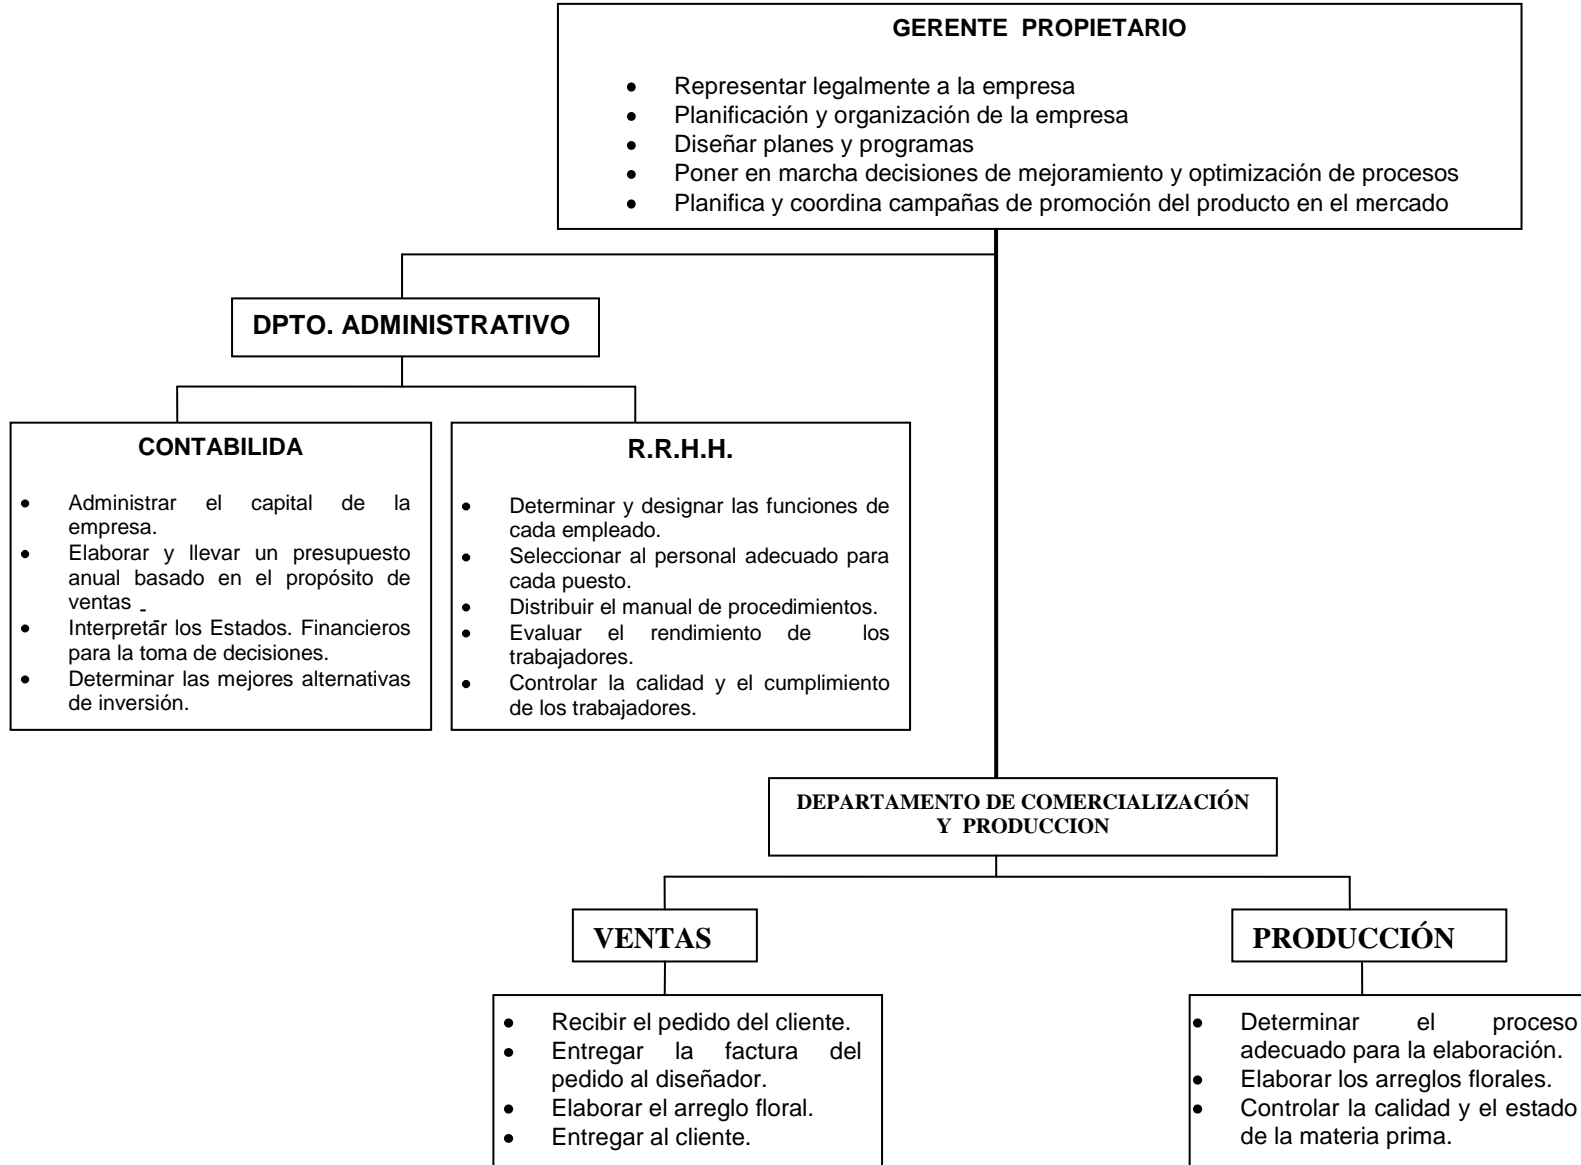 GERENTE PROPIETARIO
• Representar legalmente a la empresa
• Planificación y organización de la empresa
• Diseñar planes y programas
• Poner en marcha decisiones de mejoramiento y optimización de procesos
• Planifica y coordina campañas de promoción del producto en el mercado
DPTO. ADMINISTRATIVO
CONTABILIDA
• Administrar el capital de la
empresa.
• Elaborar y llevar un presupuesto
anual basado en el propósito de
ventas
• Interpretar los Estados. Financieros
para la toma de decisiones.
• Determinar las mejores alternativas
de inversión.
R.R.H.H.
• Determinar y designar las funciones de
cada empleado.
• Seleccionar al personal adecuado para
cada puesto.
• Distribuir el manual de procedimientos.
• Evaluar el rendimiento de los
trabajadores.
• Controlar la calidad y el cumplimiento
de los trabajadores.
DEPARTAMENTO DE COMERCIALIZACIÓN
Y PRODUCCION
VENTAS
• Recibir el pedido del cliente.
• Entregar la factura del
pedido al diseñador.
• Elaborar el arreglo floral.
• Entregar al cliente.
PRODUCCIÓN
• Determinar el proceso
adecuado para la elaboración.
• Elaborar los arreglos florales.
• Controlar la calidad y el estado
de la materia prima.